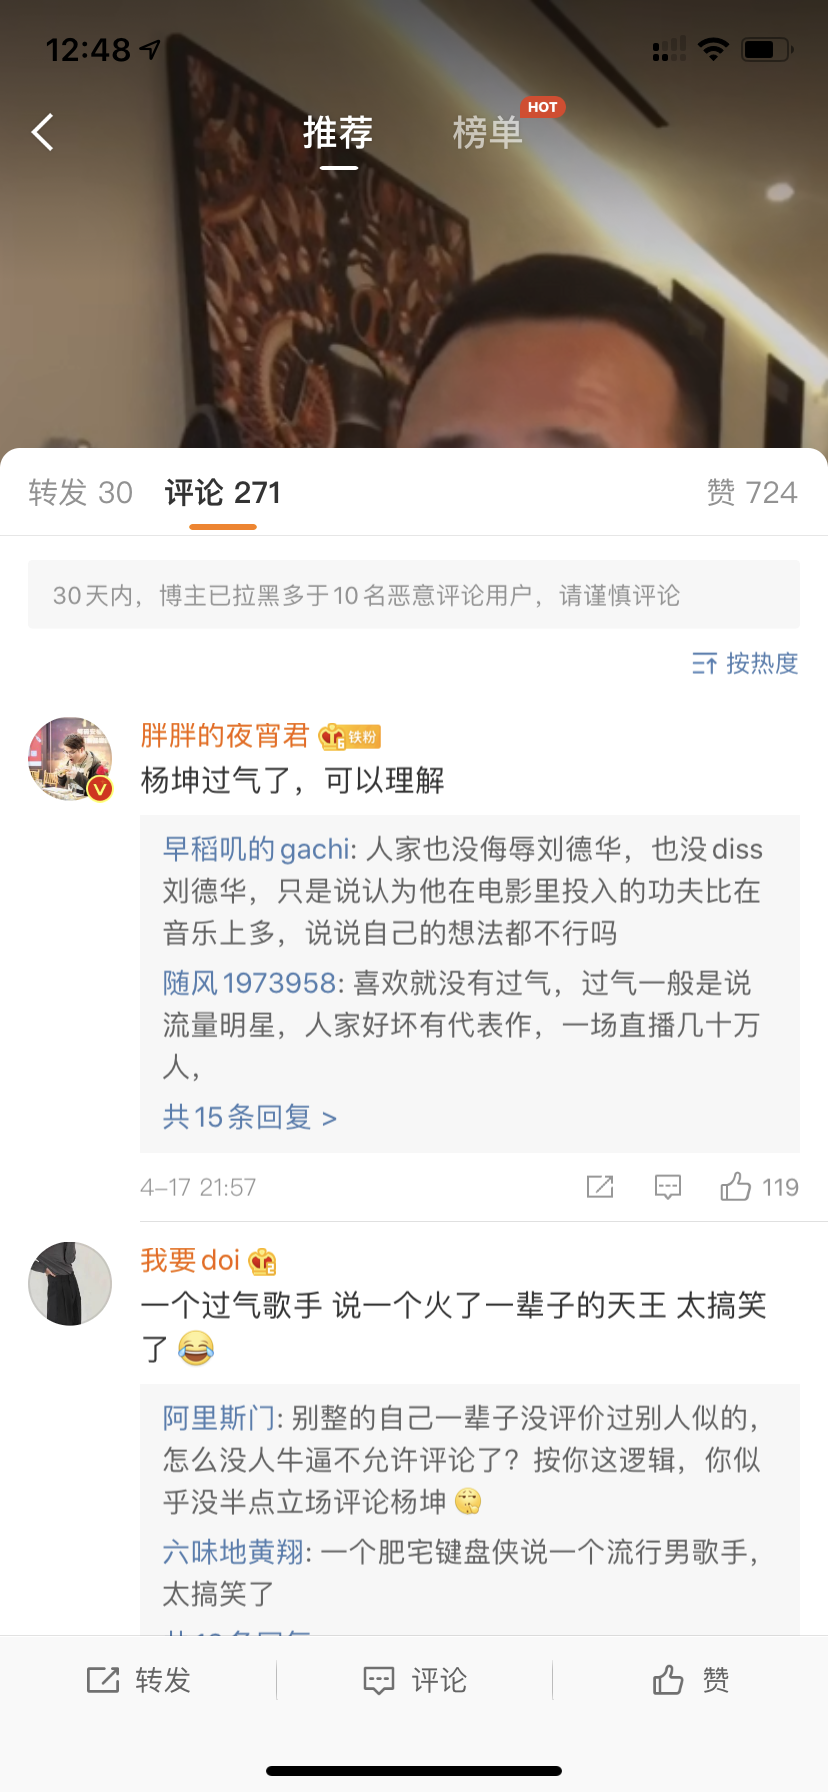 12:48
推荐
榜单
HOT
转发 30
评论 271
赞 724
30天内，博主已拉黑多于10名恶意评论用户，请谨慎评论
按热度
胖胖的夜宵君 6 铁粉
杨坤过气了，可以理解
早稻叽的gachi: 人家也没侮辱刘德华，也没diss
刘德华，只是说认为他在电影里投入的功夫比在
音乐上多，说说自己的想法都不行吗
随风1973958: 喜欢就没有过气，过气一般是说
流量明星，人家好坏有代表作，一场直播几十万
人，
共15条回复 >
4-17 21:57
119
我要doi 2
一个过气歌手 说一个火了一辈子的天王 太搞笑
了😂
阿里斯门: 别整的自己一辈子没评价过别人似的，
怎么没人牛逼不允许评论了？按你这逻辑，你似
乎没半点立场评论杨坤
六味地黄翔: 一个肥宅键盘侠说一个流行男歌手，
太搞笑了
转发
评论
赞